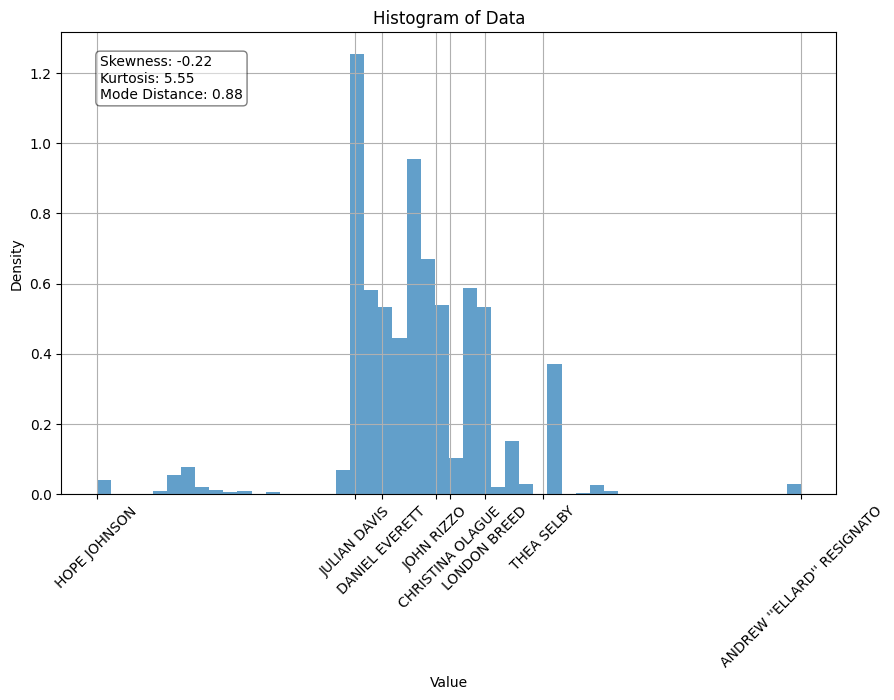 Histogram of Data
Skewness: -0.22
Kurtosis: 5.55
Mode Distance: 0.88
1.2
1.0
0.8
0.6
0.4
0.2
0.0
Density
HOPE JOHNSON
JULIAN DAVIS
DANIEL EVERETT
JOHN RIZZO
CHRISTINA OLAGUE
LONDON BREED
THEA SELBY
ANDREW ''ELLARD'' RESIGNATO
Value